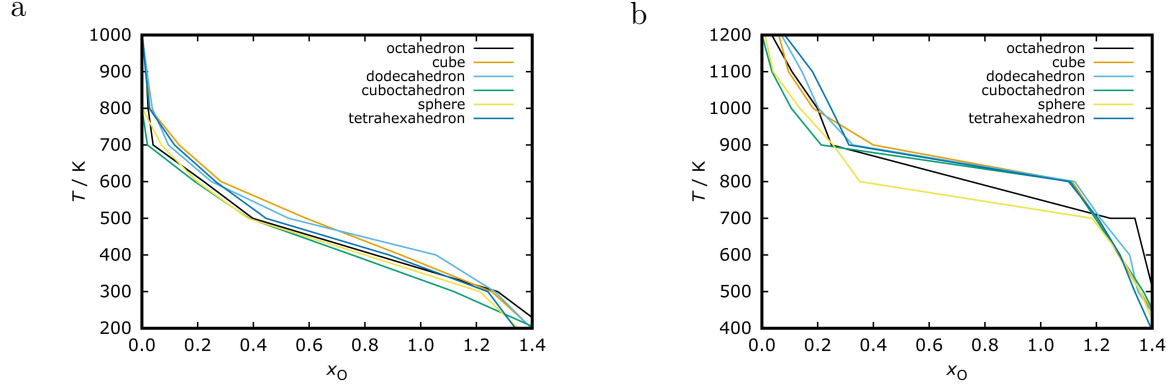 a
1000
900
800
700
600
500
400
300
200
T / K
octahedron
cube
dodecahedron
cuboctahedron
sphere
tetrahexahedron
0.0 0.2 0.4 0.6 0.8 1.0 1.2 1.4
xO
b
1200
1100
1000
900
800
700
600
500
400
T / K
octahedron
cube
dodecahedron
cuboctahedron
sphere
tetrahexahedron
0.0 0.2 0.4 0.6 0.8 1.0 1.2 1.4
xO